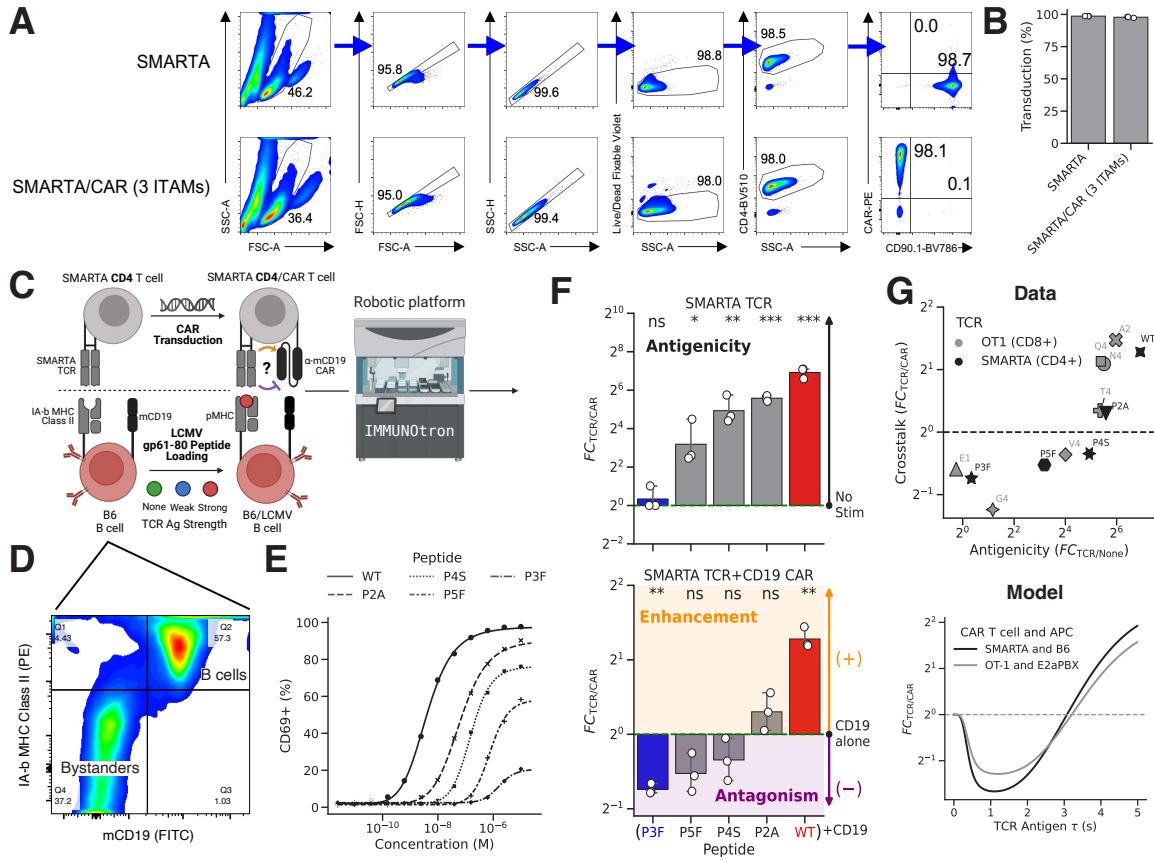 A
SMARTA
SMARTA/CAR (3 ITAMs)
SSC-A
FSC-A
46.2
36.4
FSC-H
FSC-A
95.8
95.0
SSC-H
SSC-A
99.6
99.4
Live/Dead Fixable Violet
SSC-A
98.8
98.0
CD4-BV510
SSC-A
98.5
98.0
CAR-PE
CD90.1-BV786
0.0
98.7
98.1
0.1
B
Transduction (%)
100
75
50
25
0
SMARTA
SMARTA/CAR (3 ITAMs)
C
SMARTA CD4 T cell
SMARTA CD4/CAR T cell
CAR
Transduction
SMARTA
TCR
?
α-mCD19
CAR
IA-b MHC
Class II
mCD19
pMHC
LCMV
gp61-80 Peptide
Loading
None
Weak
Strong
TCR Ag Strength
B6
B cell
B6/LCMV
B cell
Robotic platform
IMMUNOtron
D
IA-b MHC Class II (PE)
mCD19 (FITC)
Q1
4.43
Q2
57.3
Q3
1.03
Q4
37.2
B cells
Bystanders
E
Peptide
WT
P2A
P4S
P5F
P3F
CD69+ (%)
100
80
60
40
20
0
10⁻¹⁰
10⁻⁸
10⁻⁶
Concentration (M)
F
SMARTA TCR
ns * ** *** ***
Antigenicity
FC_TCR/CAR
2¹⁰
2⁸
2⁶
2⁴
2²
2⁰
2⁻²
No
Stim
SMARTA TCR+CD19 CAR
** ns ns ns **
Enhancement
Antagonism
(+)
(−)
CD19
alone
FC_TCR/CAR
2²
2¹
2⁰
2⁻¹
(P3F P5F P4S P2A WT)+CD19
Peptide
G
Data
TCR
OT1 (CD8+)
SMARTA (CD4+)
Crosstalk (FC_TCR/CAR)
2²
2¹
2⁰
2⁻¹
A2
WT
Q4
N4
T4
P2A
V4
P4S
P5F
E1
P3F
G4
2⁰
2²
2⁴
2⁶
Antigenicity (FC_TCR/None)
Model
CAR T cell and APC
SMARTA and B6
OT-1 and E2aPBX
FC_TCR/CAR
2²
2¹
2⁰
2⁻¹
0 1 2 3 4 5
TCR Antigen τ (s)